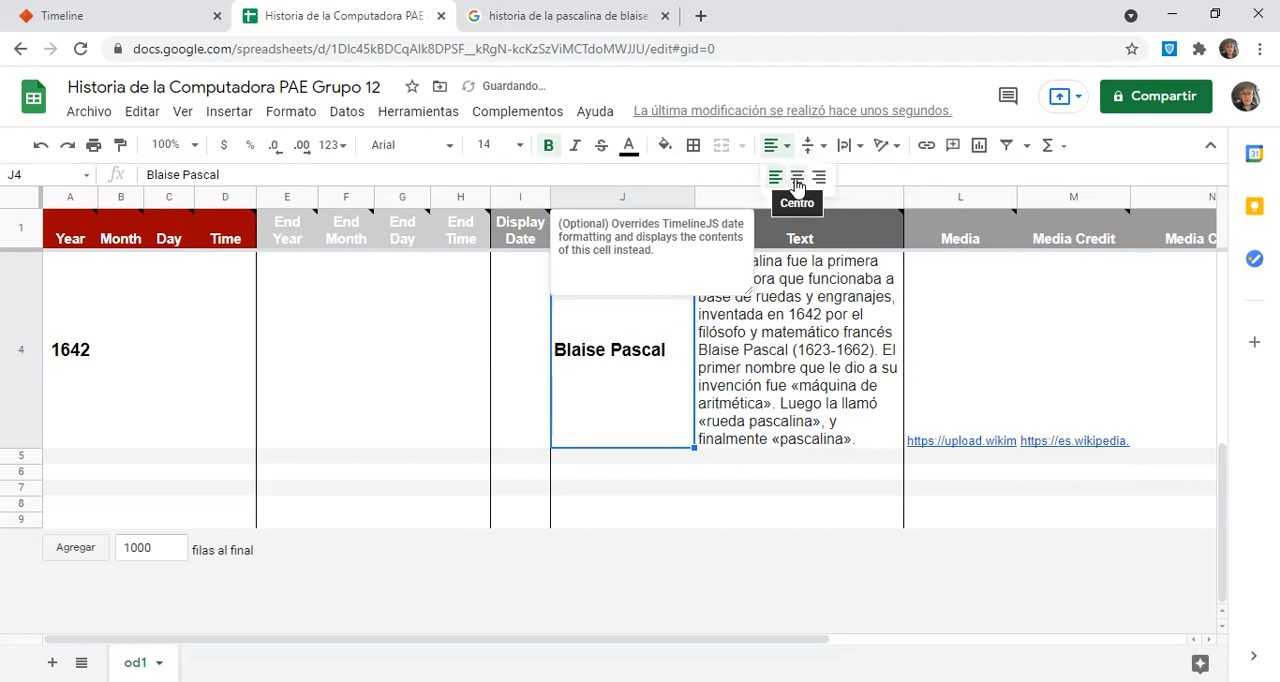 Timeline
Historia de la Computadora PAE
historia de la pascalina de blaise
docs.google.com/spreadsheets/d/1Dlc45kBDCqAlk8DPSF__kRgN-kcKzSzViMCTdoMWJJU/edit#gid=0
Historia de la Computadora PAE Grupo 12
Guardando...
Archivo Editar Ver Insertar Formato Datos Herramientas Complementos Ayuda La última modificación se realizó hace unos segundos.
Compartir
100% $ % .0 .00 123 Arial 14 B I S A
J4 fx Blaise Pascal
Centro
A B C D E F G H I J L M N
1 Year Month Day Time End Year End Month End Day End Time Display Date Text Media Media Credit Media C
(Optional) Overrides TimelineJS date
formatting and displays the contents
of this cell instead.
4 1642 Blaise Pascal
alina fue la primera
ora que funcionaba a
base de ruedas y engranajes,
inventada en 1642 por el
filósofo y matemático francés
Blaise Pascal (1623-1662). El
primer nombre que le dio a su
invención fue «máquina de
aritmética». Luego la llamó
«rueda pascalina», y
finalmente «pascalina».
https://upload.wikim https://es.wikipedia.
5
6
7
8
9
Agregar 1000 filas al final
od1
31